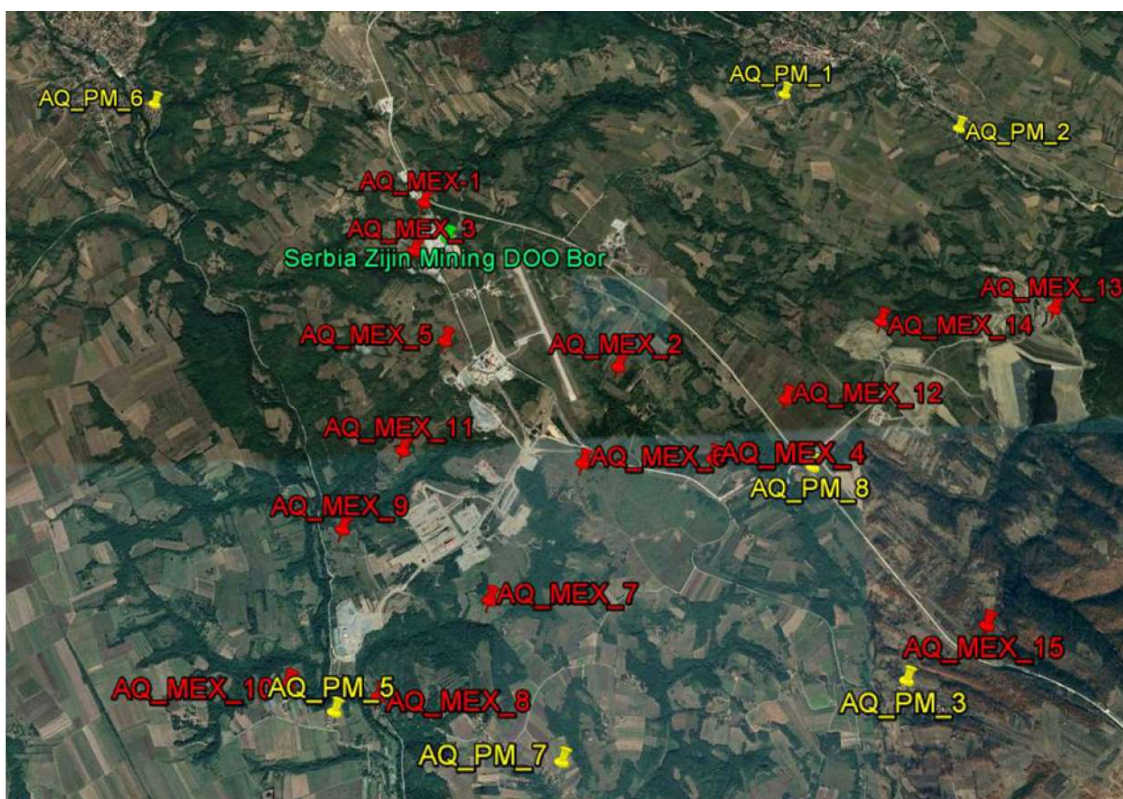 AQ_PM_1
AQ_PM_6
AQ_PM_2
AQ_MEX-1
AQ_MEX_3
Serbia Zijin Mining DOO Bor
AQ_MEX_13
AQ_MEX_14
AQ_MEX_5
AQ_MEX_2
AQ_MEX_12
AQ_MEX_11
AQ_MEX_6
AQ_MEX_4
AQ_PM_8
AQ_MEX_9
AQ_MEX_7
AQ_MEX_15
AQ_MEX_10
AQ_PM_5
AQ_MEX_8
AQ_PM_3
AQ_PM_7